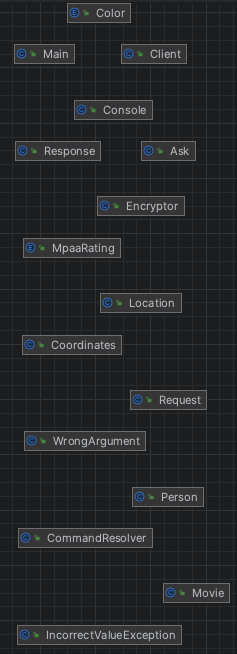 Color
Main
Client
Console
Response
Ask
Encryptor
MpaaRating
Location
Coordinates
Request
WrongArgument
Person
CommandResolver
Movie
IncorrectValueException